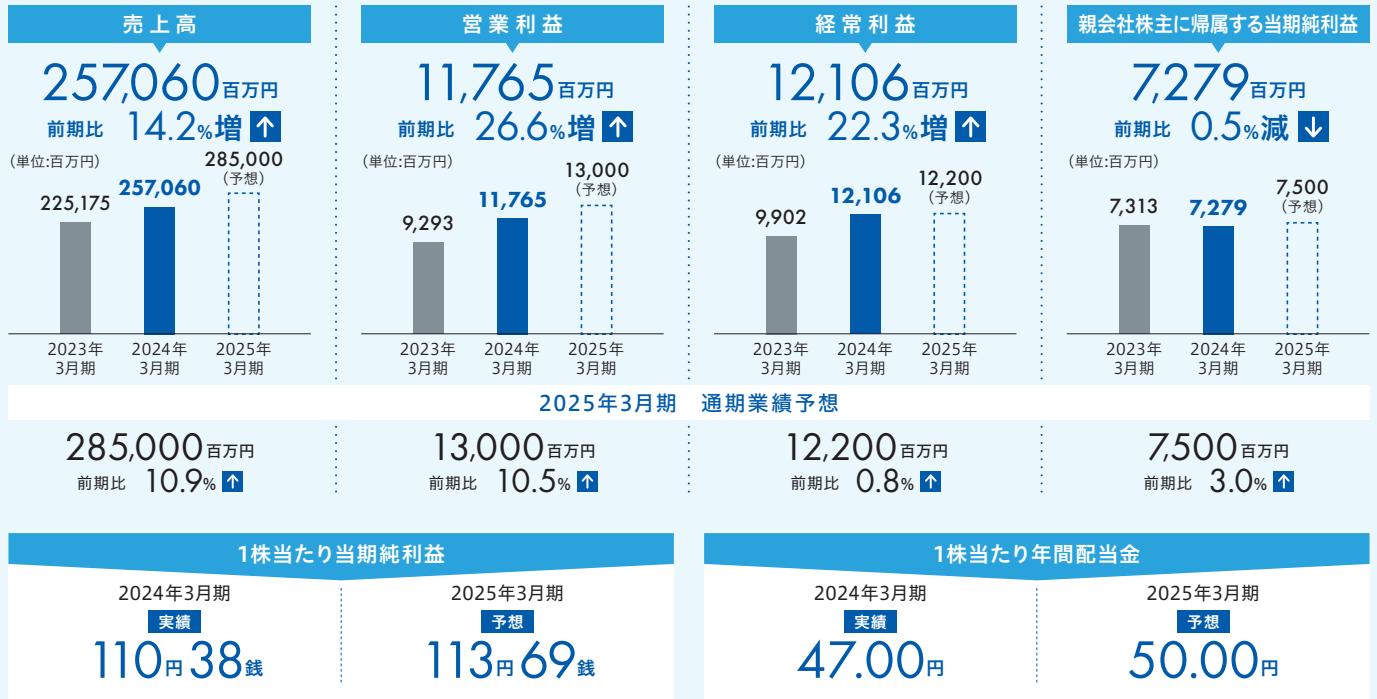 売上高
257,060百万円
前期比 14.2%増
(単位:百万円)
225,175
257,060
285,000
(予想)
2023年
3月期
2024年
3月期
2025年
3月期
営業利益
11,765百万円
前期比 26.6%増
(単位:百万円)
9,293
11,765
13,000
(予想)
2023年
3月期
2024年
3月期
2025年
3月期
経常利益
12,106百万円
前期比 22.3%増
(単位:百万円)
9,902
12,106
12,200
(予想)
2023年
3月期
2024年
3月期
2025年
3月期
親会社株主に帰属する当期純利益
7,279百万円
前期比 0.5%減
(単位:百万円)
7,313
7,279
7,500
(予想)
2023年
3月期
2024年
3月期
2025年
3月期
2025年3月期 通期業績予想
285,000百万円
前期比 10.9%
13,000百万円
前期比 10.5%
12,200百万円
前期比 0.8%
7,500百万円
前期比 3.0%
1株当たり当期純利益
2024年3月期
実績
110円38銭
2025年3月期
予想
113円69銭
1株当たり年間配当金
2024年3月期
実績
47.00円
2025年3月期
予想
50.00円